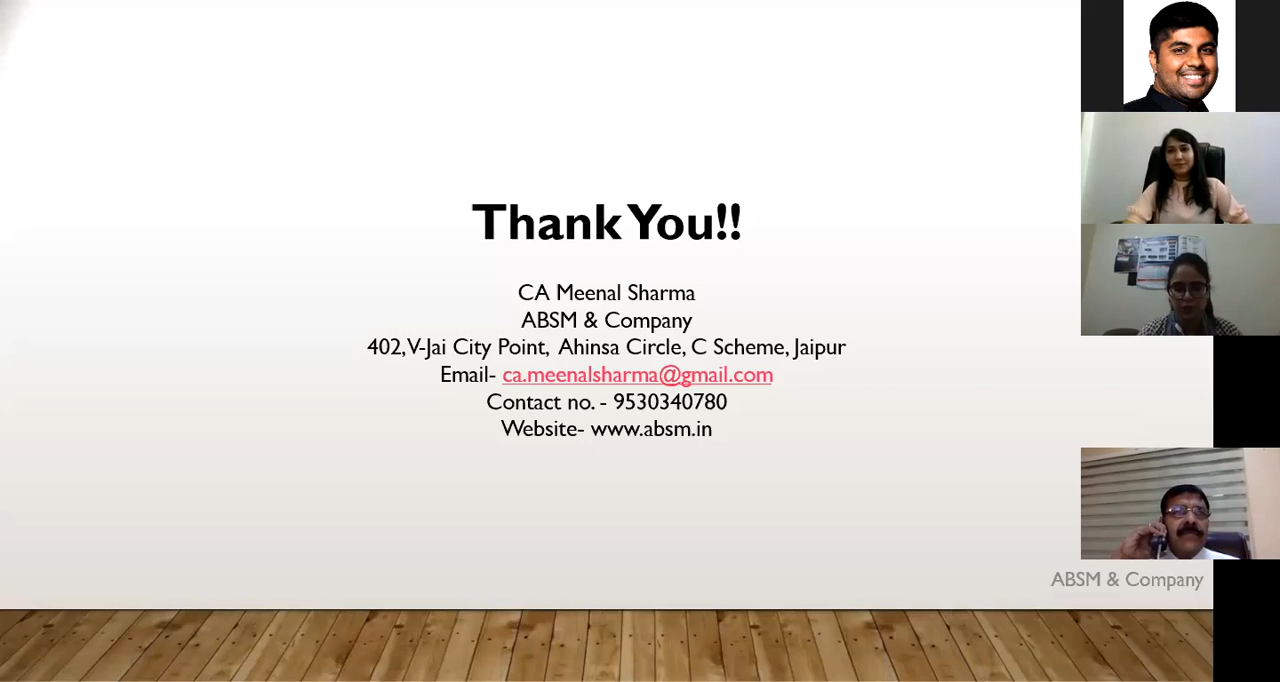 Thank You!!
CA Meenal Sharma
ABSM & Company
402, V-Jai City Point, Ahinsa Circle, C Scheme, Jaipur
Email- ca.meenalsharma@gmail.com
Contact no. - 9530340780
Website- www.absm.in
ABSM & Company